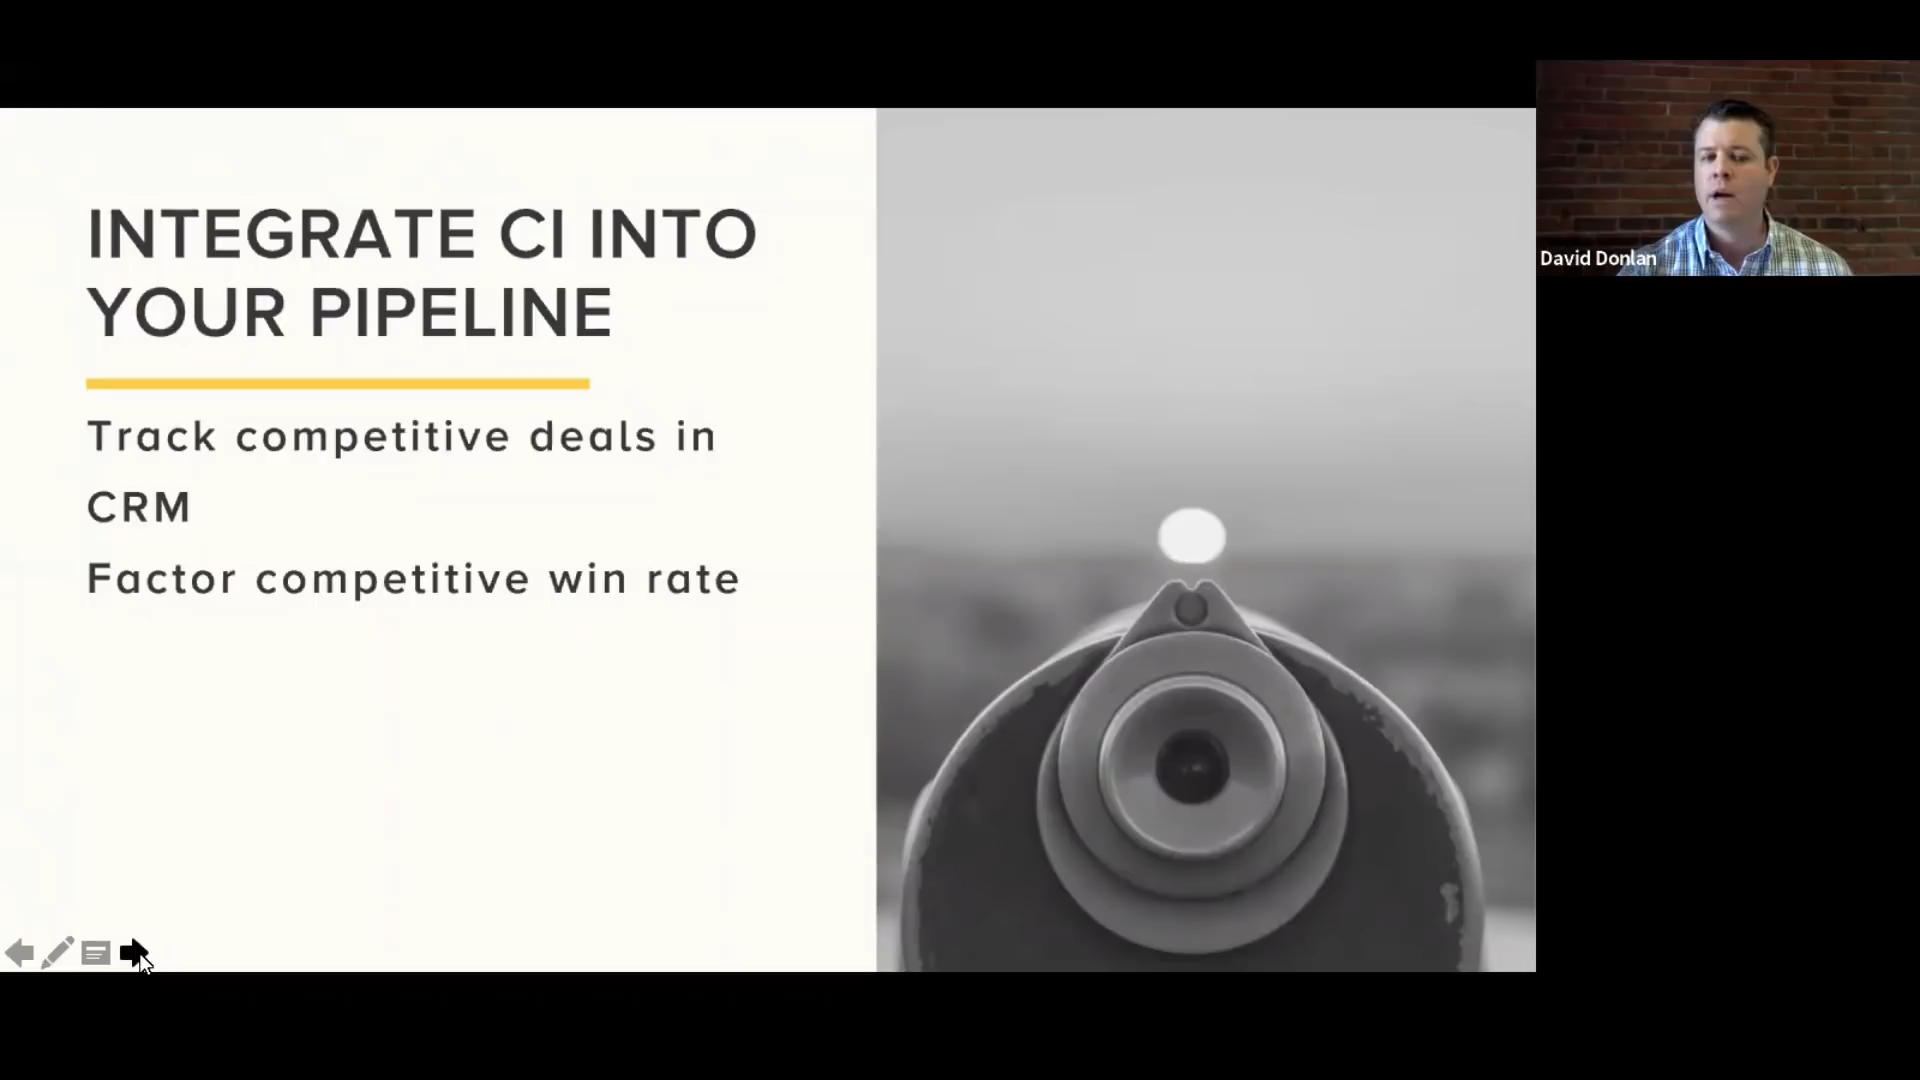 INTEGRATE CI INTO
YOUR PIPELINE
Track competitive deals in
CRM
Factor competitive win rate
David Donlan